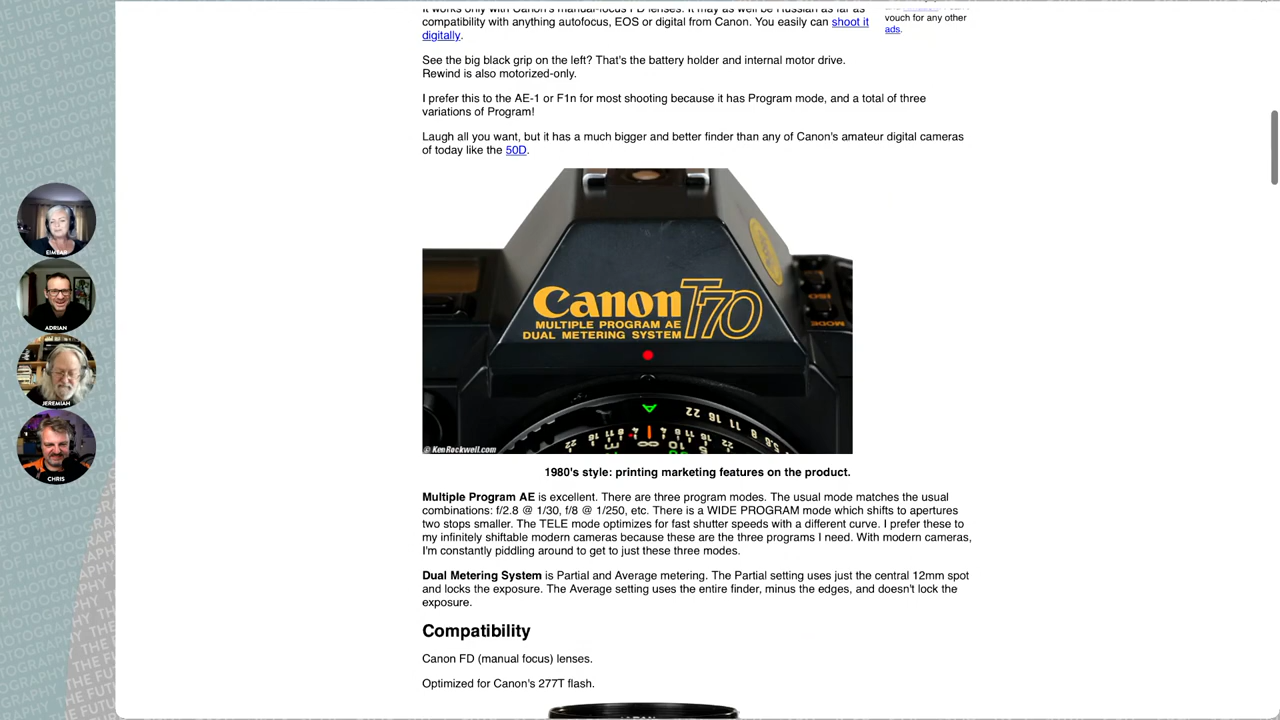 compatibility with anything autofocus, EOS or digital from Canon. You easily can shoot it
digitally.
vouch for any other
ads.
See the big black grip on the left? That's the battery holder and internal motor drive.
Rewind is also motorized-only.
I prefer this to the AE-1 or F1n for most shooting because it has Program mode, and a total of three
variations of Program!
Laugh all you want, but it has a much bigger and better finder than any of Canon's amateur digital cameras
of today like the 50D.
Canon T70
MULTIPLE PROGRAM AE
DUAL METERING SYSTEM
ISO
MODE
22 16 11 8 5.6
© KenRockwell.com
1980's style: printing marketing features on the product.
Multiple Program AE is excellent. There are three program modes. The usual mode matches the usual
combinations: f/2.8 @ 1/30, f/8 @ 1/250, etc. There is a WIDE PROGRAM mode which shifts to apertures
two stops smaller. The TELE mode optimizes for fast shutter speeds with a different curve. I prefer these to
my infinitely shiftable modern cameras because these are the three programs I need. With modern cameras,
I'm constantly piddling around to get to just these three modes.
Dual Metering System is Partial and Average metering. The Partial setting uses just the central 12mm spot
and locks the exposure. The Average setting uses the entire finder, minus the edges, and doesn't lock the
exposure.
Compatibility
Canon FD (manual focus) lenses.
Optimized for Canon's 277T flash.
EIMEAR
ADRIAN
JEREMIAH
CHRIS